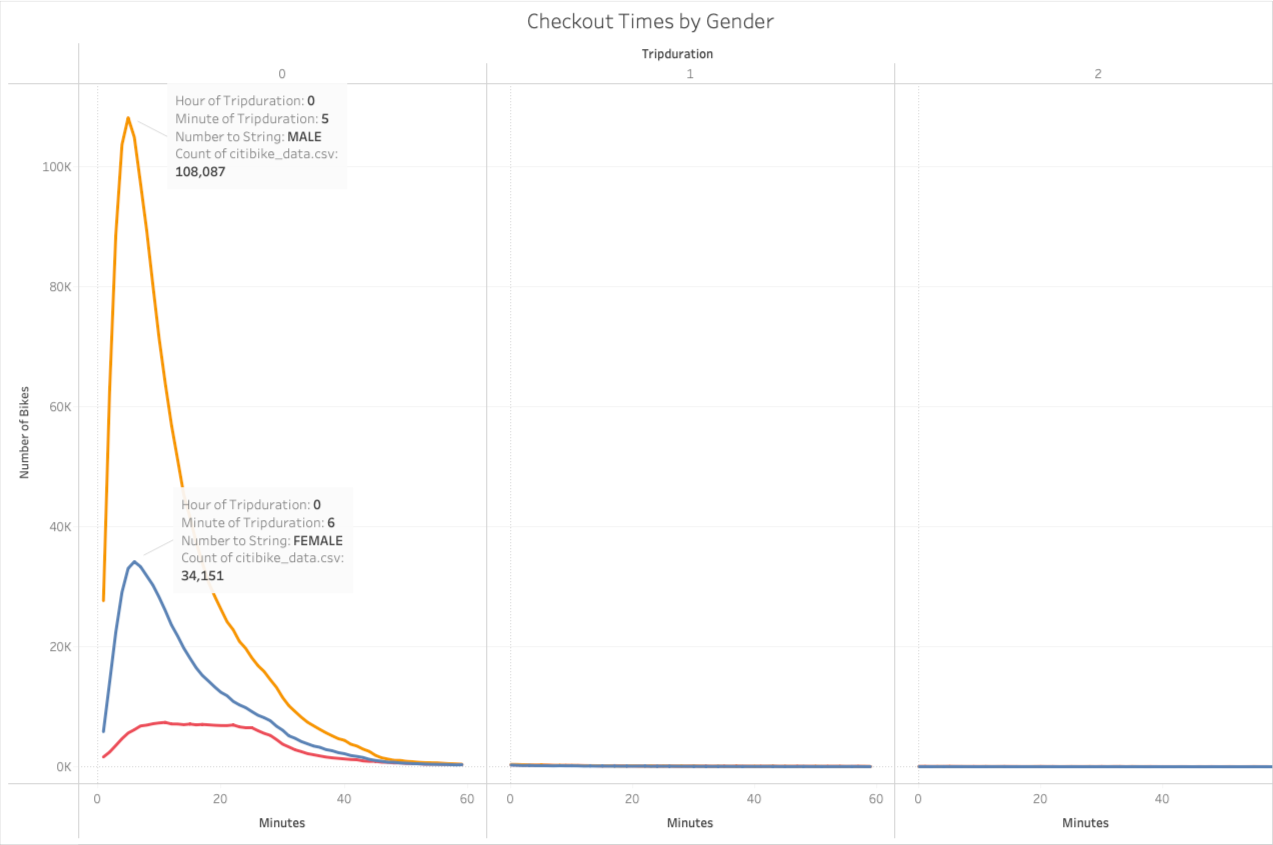 Checkout Times by Gender
Tripduration
0 1 2
Hour of Tripduration: 0
Minute of Tripduration: 5
Number to String: MALE
Count of citibike_data.csv:
108,087
100K
80K
60K
Number of Bikes
40K
Hour of Tripduration: 0
Minute of Tripduration: 6
Number to String: FEMALE
Count of citibike_data.csv:
34,151
20K
0K
0 20 40 60 0 20 40 60 0 20 40
Minutes Minutes Minutes